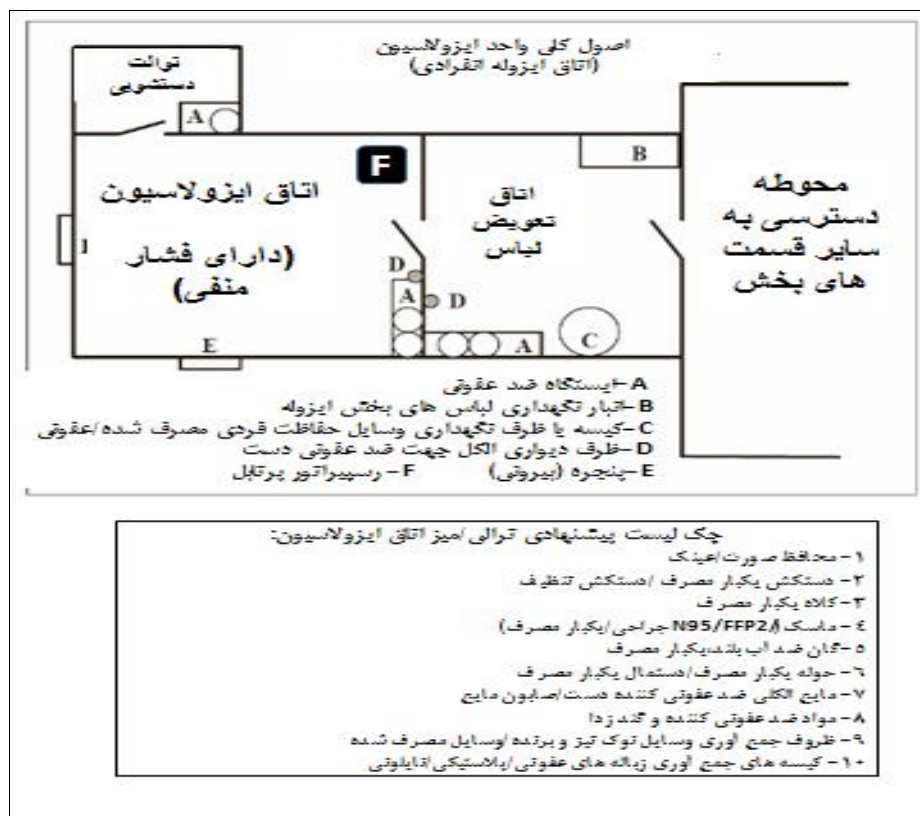 اصول کلی واحد ایزولاسیون
(اتاق ایزوله انفرادی)
توالت
دستشویی
A
F
B
اتاق ایزولاسیون
(دارای فشار
منفی)
اتاق
تعویض
لباس
محوطه
دسترسی به
سایر قسمت
های بخش
I
D
A
D
E
A
C
A-ایستگاه ضد عفونی
B-انبار نگهداری لباس های بخش ایزوله
C-کیسه یا ظرف نگهداری وسایل حفاظت فردی مصرف شده/عفونی
D-ظرف دیواری الکل جهت ضد عفونی دست
E-پنجره (بیرونی) F- رسپیراتور پرتابل
چک لیست پیشنهادی ترالی/میز اتاق ایزولاسیون:
۱- محافظ صورت/عینک
۲- دستکش یکبار مصرف /دستکش تنظیف
۳-کلاه یکبار مصرف
٤- ماسک (N95/FFP2/جراحی/یکبار مصرف)
۵-گان ضد آب بلند،یکبار مصرف
٦- حوله یکبار مصرف/دستمال یکبار مصرف
۷- مایع الکلی ضد عفونی کننده دست/صابون مایع
۸- مواد ضد عفونی کننده و گندزدا
۹- ظروف جمع آوری وسایل نوک تیز و برنده /وسایل مصرف شده
۱۰- کیسه های جمع آوری زباله های عفونی/پلاستیکی/نایلونی